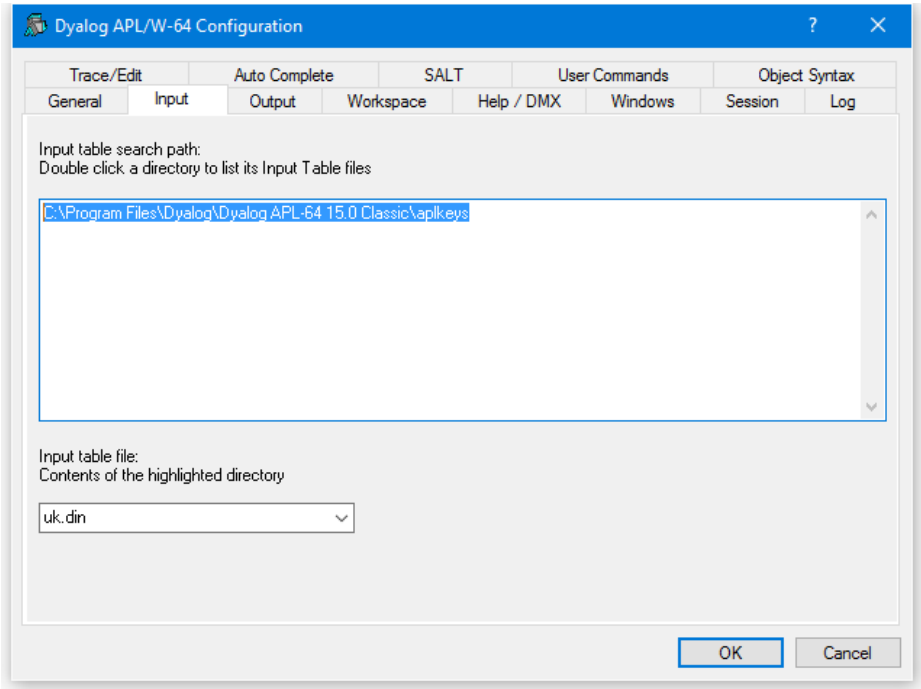 Dyalog APL/W-64 Configuration ?
Trace/Edit Auto Complete SALT User Commands Object Syntax
General Input Output Workspace Help / DMX Windows Session Log
Input table search path:
Double click a directory to list its Input Table files
C:\Program Files\Dyalog\Dyalog APL-64 15.0 Classic\aplkeys
Input table file:
Contents of the highlighted directory
uk.din
OK Cancel